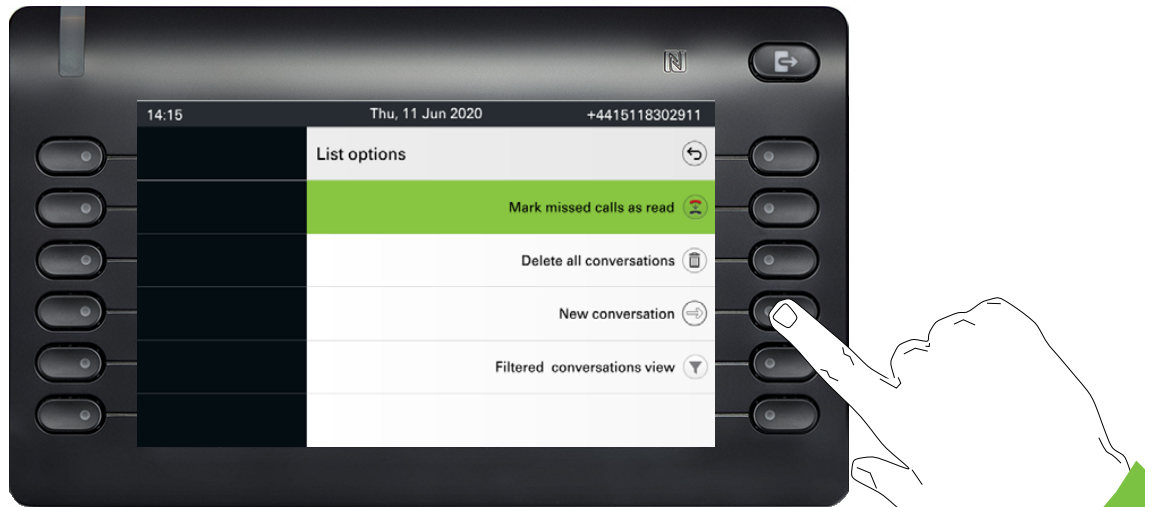 14:15 Thu, 11 Jun 2020 +4415118302911
List options
Mark missed calls as read
Delete all conversations
New conversation
Filtered conversations view